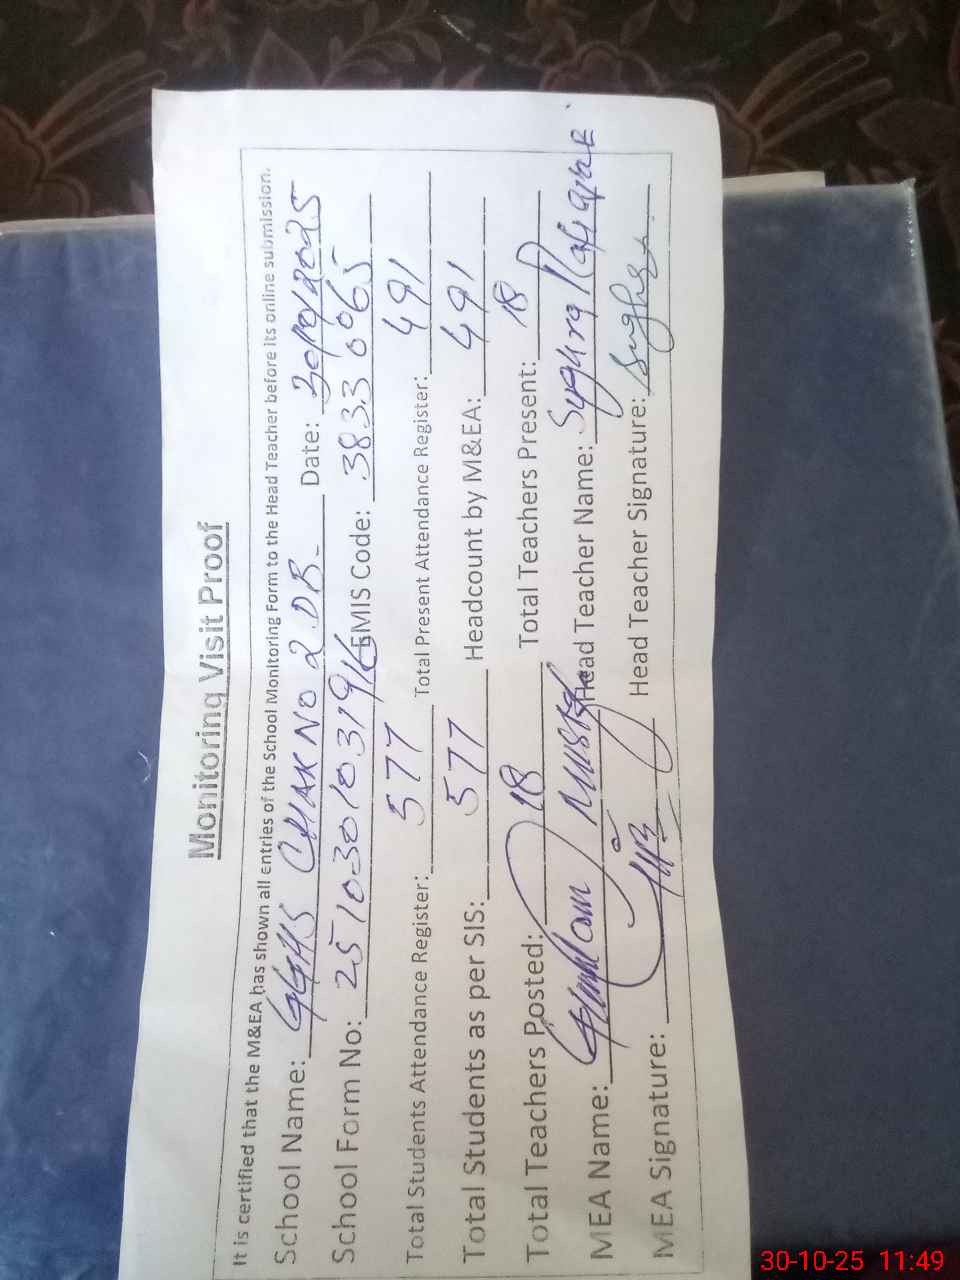 Monitoring Visit Proof
It is certified that the M&EA has shown all entries of the School Monitoring Form to the Head Teacher before its online submission.
School Name: GGHS CHAK NO 2 DB Date: 30/10/2025
School Form No: 25103010319 EMIS Code: 38330065
Total Students Attendance Register: 577 Total Present Attendance Register: 491
Total Students as per SIS: 577 Headcount by M&EA: 491
Total Teachers Posted: 18 Total Teachers Present: 18
MEA Name: Head Teacher Name: Sughra
MEA Signature: Head Teacher Signature: Sughra
30-10-25 11:49